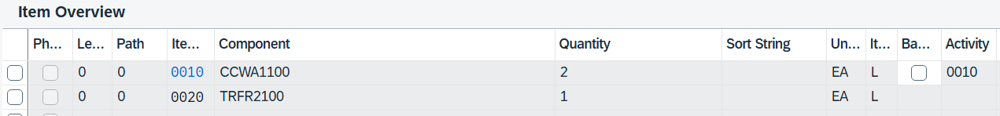 Item Overview
Ph... Le... Path Ite... Component Quantity Sort String Un... It... Ba... Activity
0 0 0010 CCWA1100 2 EA L 0010
0 0 0020 TRFR2100 1 EA L